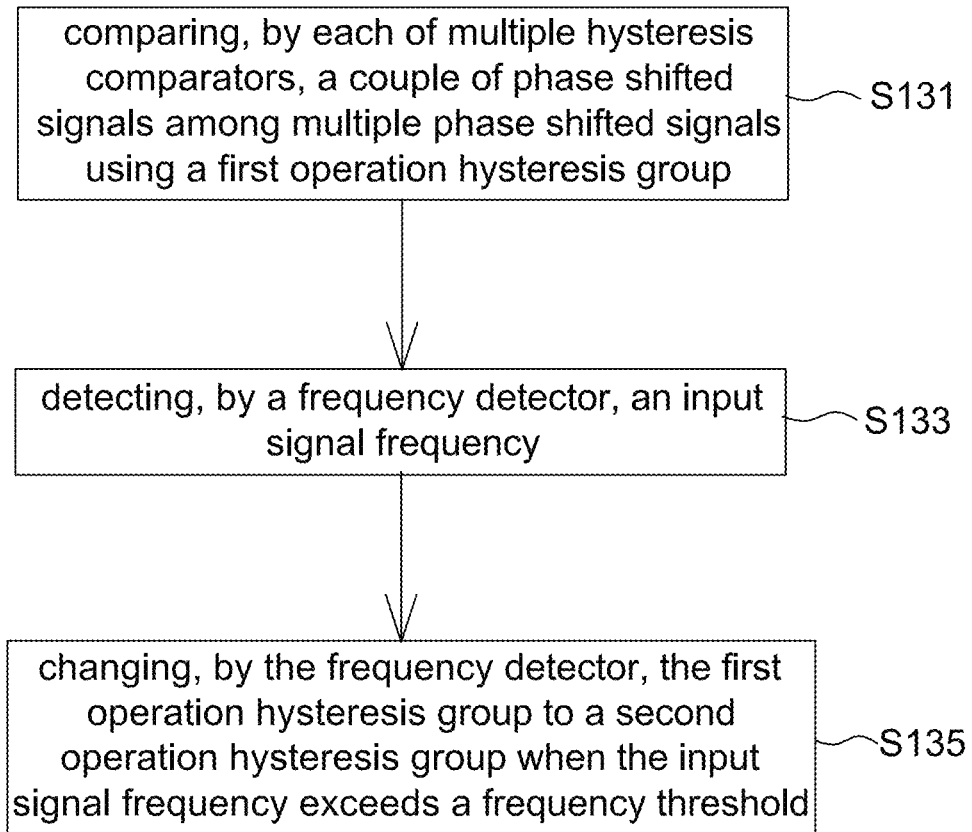 comparing, by each of multiple hysteresis
comparators, a couple of phase shifted
signals among multiple phase shifted signals
using a first operation hysteresis group
S131
detecting, by a frequency detector, an input
signal frequency
S133
changing, by the frequency detector, the first
operation hysteresis group to a second
operation hysteresis group when the input
signal frequency exceeds a frequency threshold
S135